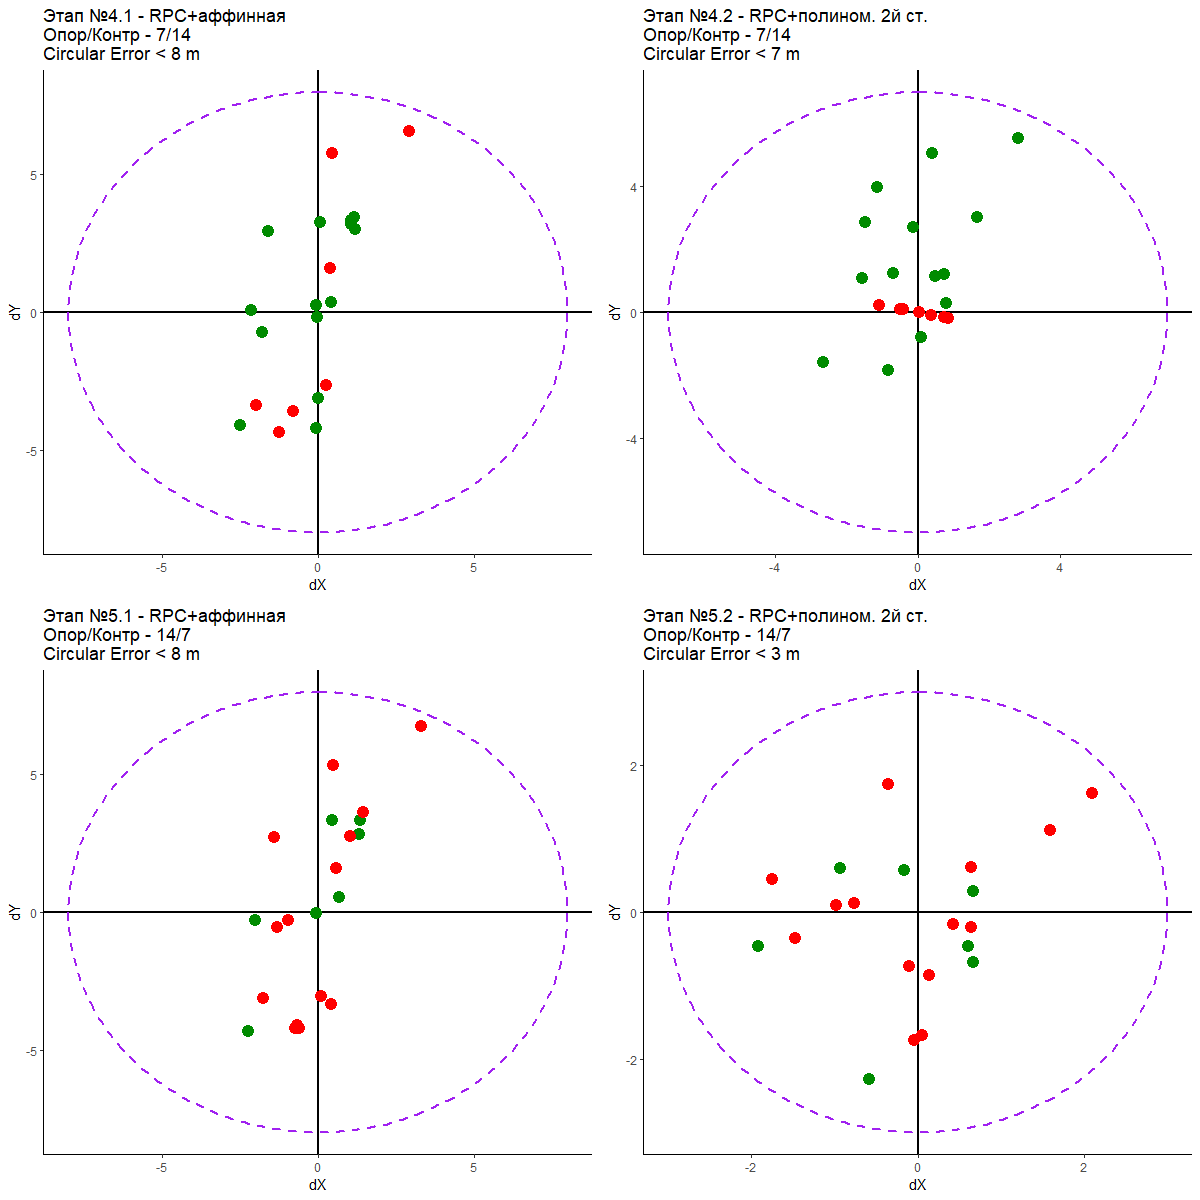 Этап №4.1 - RPC+аффинная
Опор/Контр - 7/14
Circular Error < 8 m
5
0
-5
dY
-5
0
5
dX
Этап №4.2 - RPC+полином. 2й ст.
Опор/Контр - 7/14
Circular Error < 7 m
4
0
-4
dY
-4
0
4
dX
Этап №5.1 - RPC+аффинная
Опор/Контр - 14/7
Circular Error < 8 m
5
0
-5
dY
-5
0
5
dX
Этап №5.2 - RPC+полином. 2й ст.
Опор/Контр - 14/7
Circular Error < 3 m
2
0
-2
dY
-2
0
2
dX